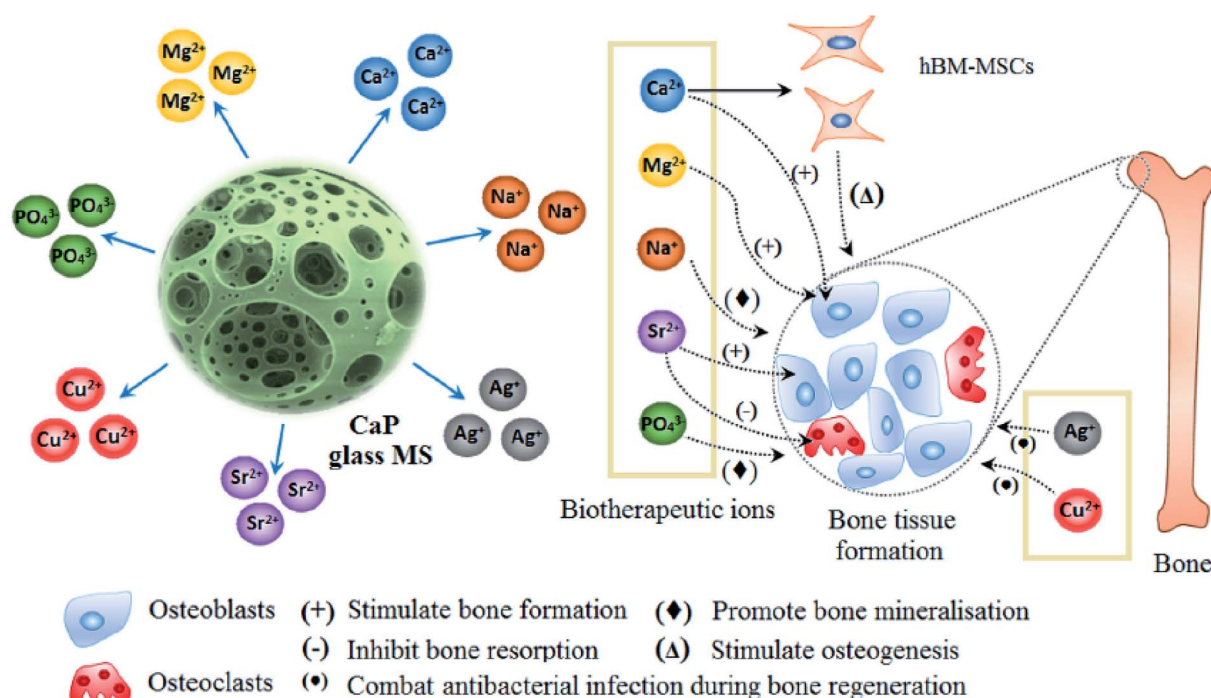 Mg²⁺
Mg²⁺
Mg²⁺
Ca²⁺
Ca²⁺
Ca²⁺
PO₄³⁻
PO₄³⁻
PO₄³⁻
Na⁺
Na⁺
Na⁺
Cu²⁺
Cu²⁺
Cu²⁺
Ag⁺
Ag⁺
Ag⁺
Sr²⁺
Sr²⁺
Sr²⁺
CaP
glass MS
Ca²⁺
Mg²⁺
Na⁺
Sr²⁺
PO₄³⁻
Biotherapeutic ions
hBM-MSCs
(+)
(Δ)
(+)
(♦)
(+)
(-)
(♦)
Bone tissue
formation
Ag⁺
(•)
Cu²⁺
(•)
Bone
Osteoblasts (+) Stimulate bone formation (♦) Promote bone mineralisation
(-) Inhibit bone resorption (Δ) Stimulate osteogenesis
Osteoclasts (•) Combat antibacterial infection during bone regeneration